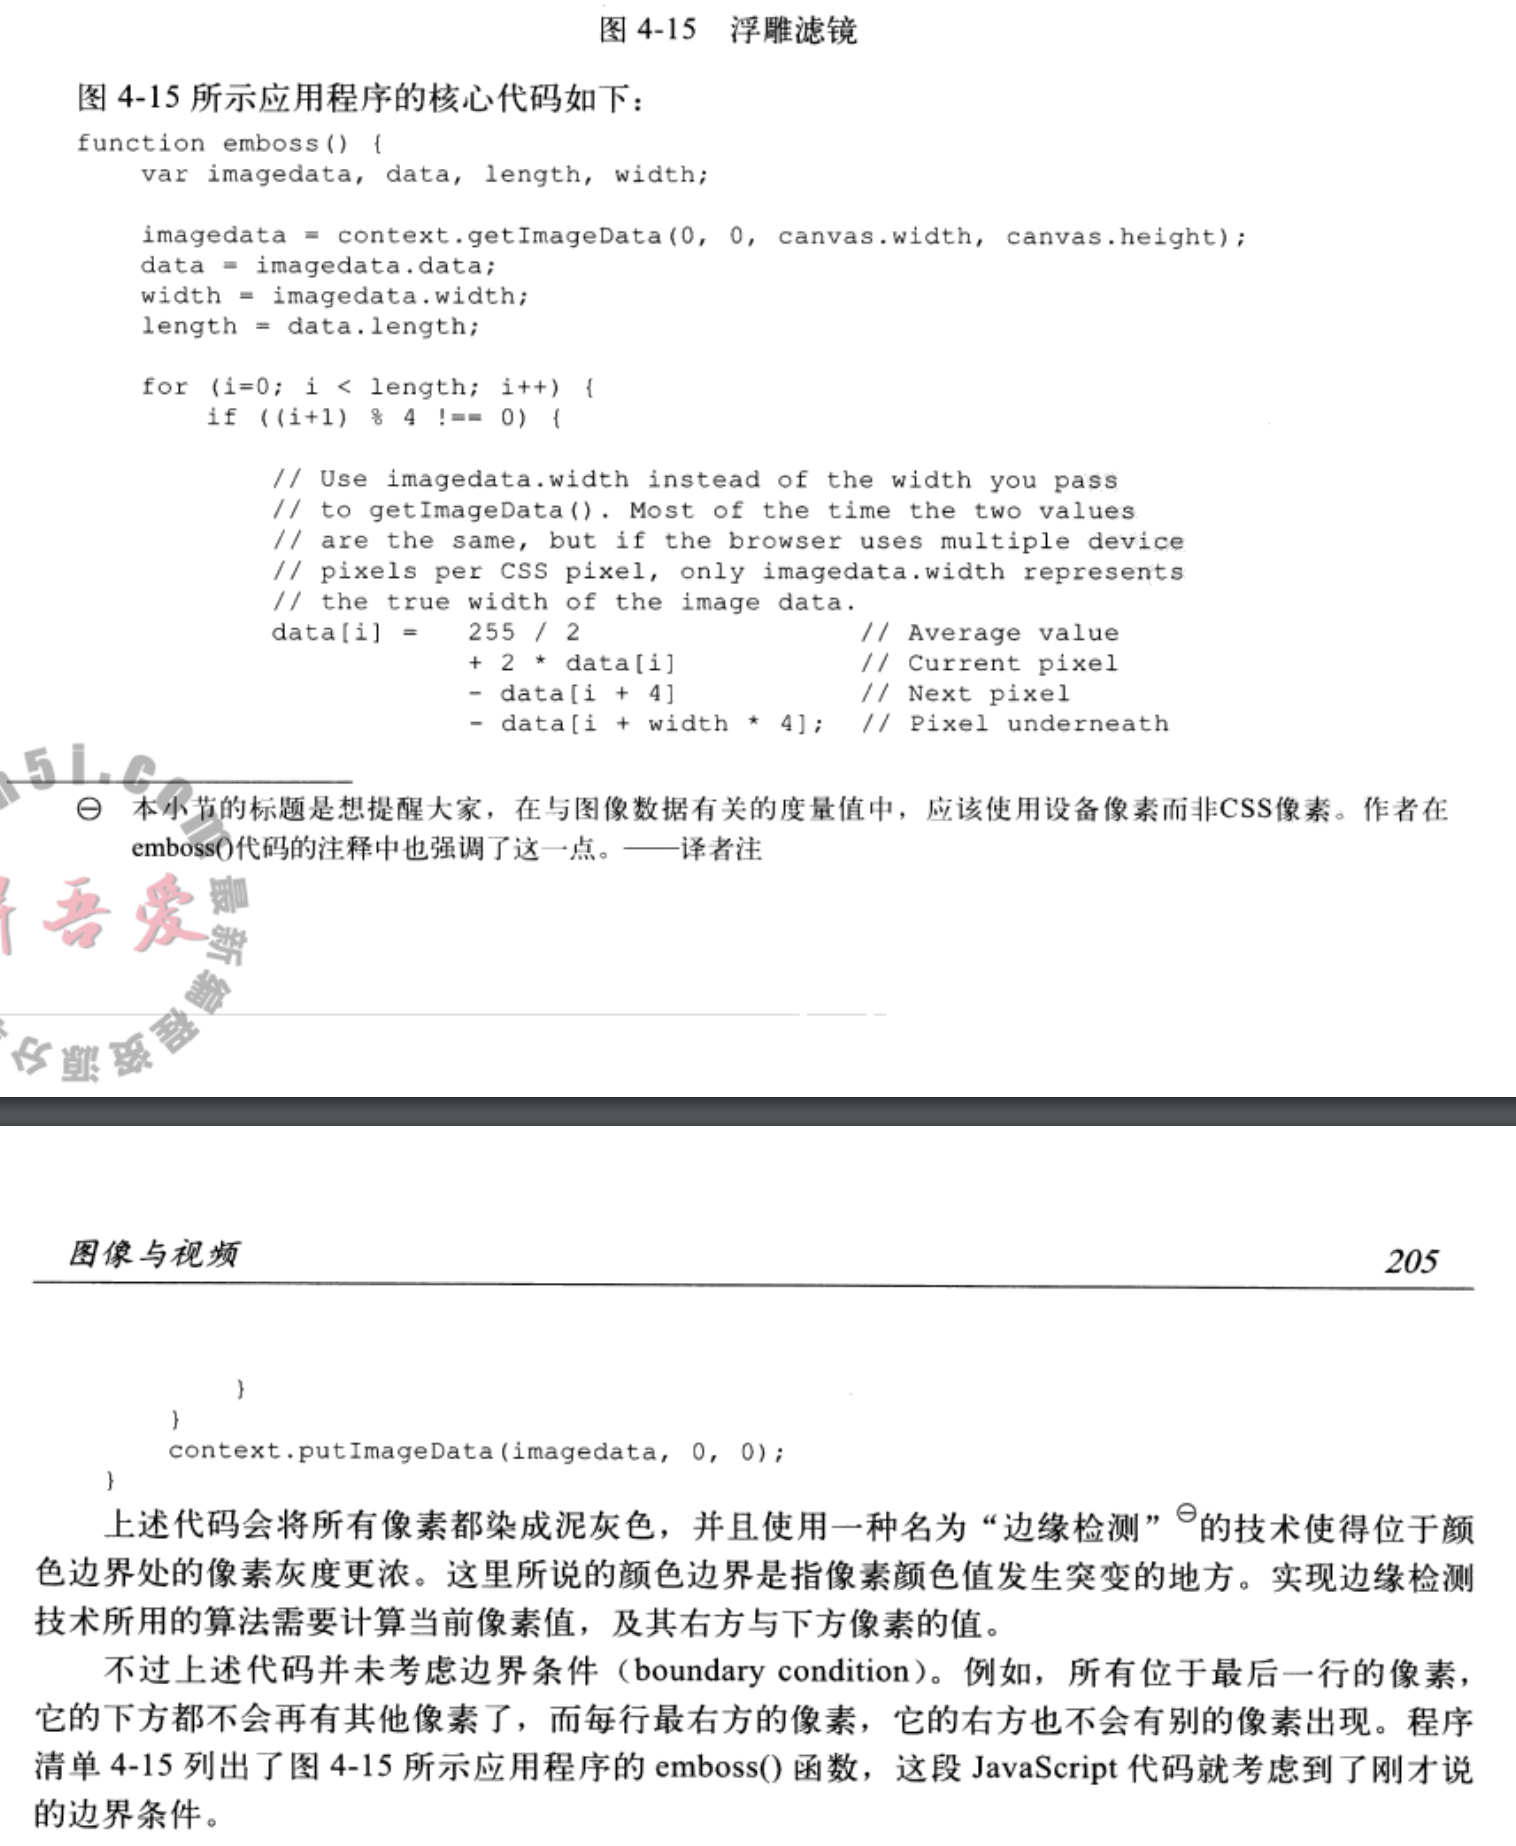 图 4-15 浮雕滤镜
图 4-15 所示应用程序的核心代码如下：
function emboss() {
    var imagedata, data, length, width;

    imagedata = context.getImageData(0, 0, canvas.width, canvas.height);
    data = imagedata.data;
    width = imagedata.width;
    length = data.length;

    for (i=0; i < length; i++) {
        if ((i+1) % 4 !== 0) {

            // Use imagedata.width instead of the width you pass
            // to getImageData(). Most of the time the two values
            // are the same, but if the browser uses multiple device
            // pixels per CSS pixel, only imagedata.width represents
            // the true width of the image data.
            data[i] =   255 / 2                 // Average value
                        + 2 * data[i]           // Current pixel
                        - data[i + 4]           // Next pixel
                        - data[i + width * 4];  // Pixel underneath
㊀ 本小节的标题是想提醒大家，在与图像数据有关的度量值中，应该使用设备像素而非CSS像素。作者在
emboss()代码的注释中也强调了这一点。——译者注
5i.com
吾爱
最新编程资源分
图像与视频 205
        }
    }
    context.putImageData(imagedata, 0, 0);
}
上述代码会将所有像素都染成泥灰色，并且使用一种名为“边缘检测”㊀的技术使得位于颜
色边界处的像素灰度更浓。这里所说的颜色边界是指像素颜色值发生突变的地方。实现边缘检测
技术所用的算法需要计算当前像素值，及其右方与下方像素的值。
不过上述代码并未考虑边界条件（boundary condition）。例如，所有位于最后一行的像素，
它的下方都不会再有其他像素了，而每行最右方的像素，它的右方也不会有别的像素出现。程序
清单 4-15 列出了图 4-15 所示应用程序的 emboss() 函数，这段 JavaScript 代码就考虑到了刚才说
的边界条件。